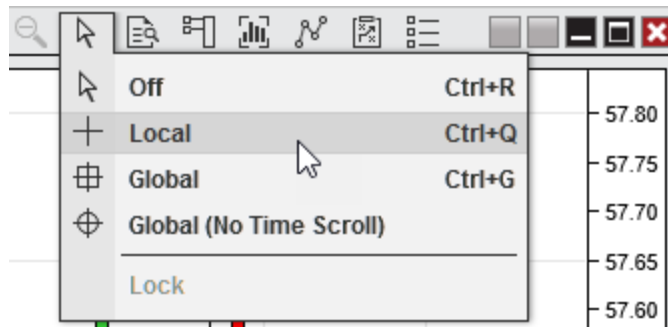 Off Ctrl+R
Local Ctrl+Q
Global Ctrl+G
Global (No Time Scroll)
Lock
57.80
57.75
57.70
57.65
57.60